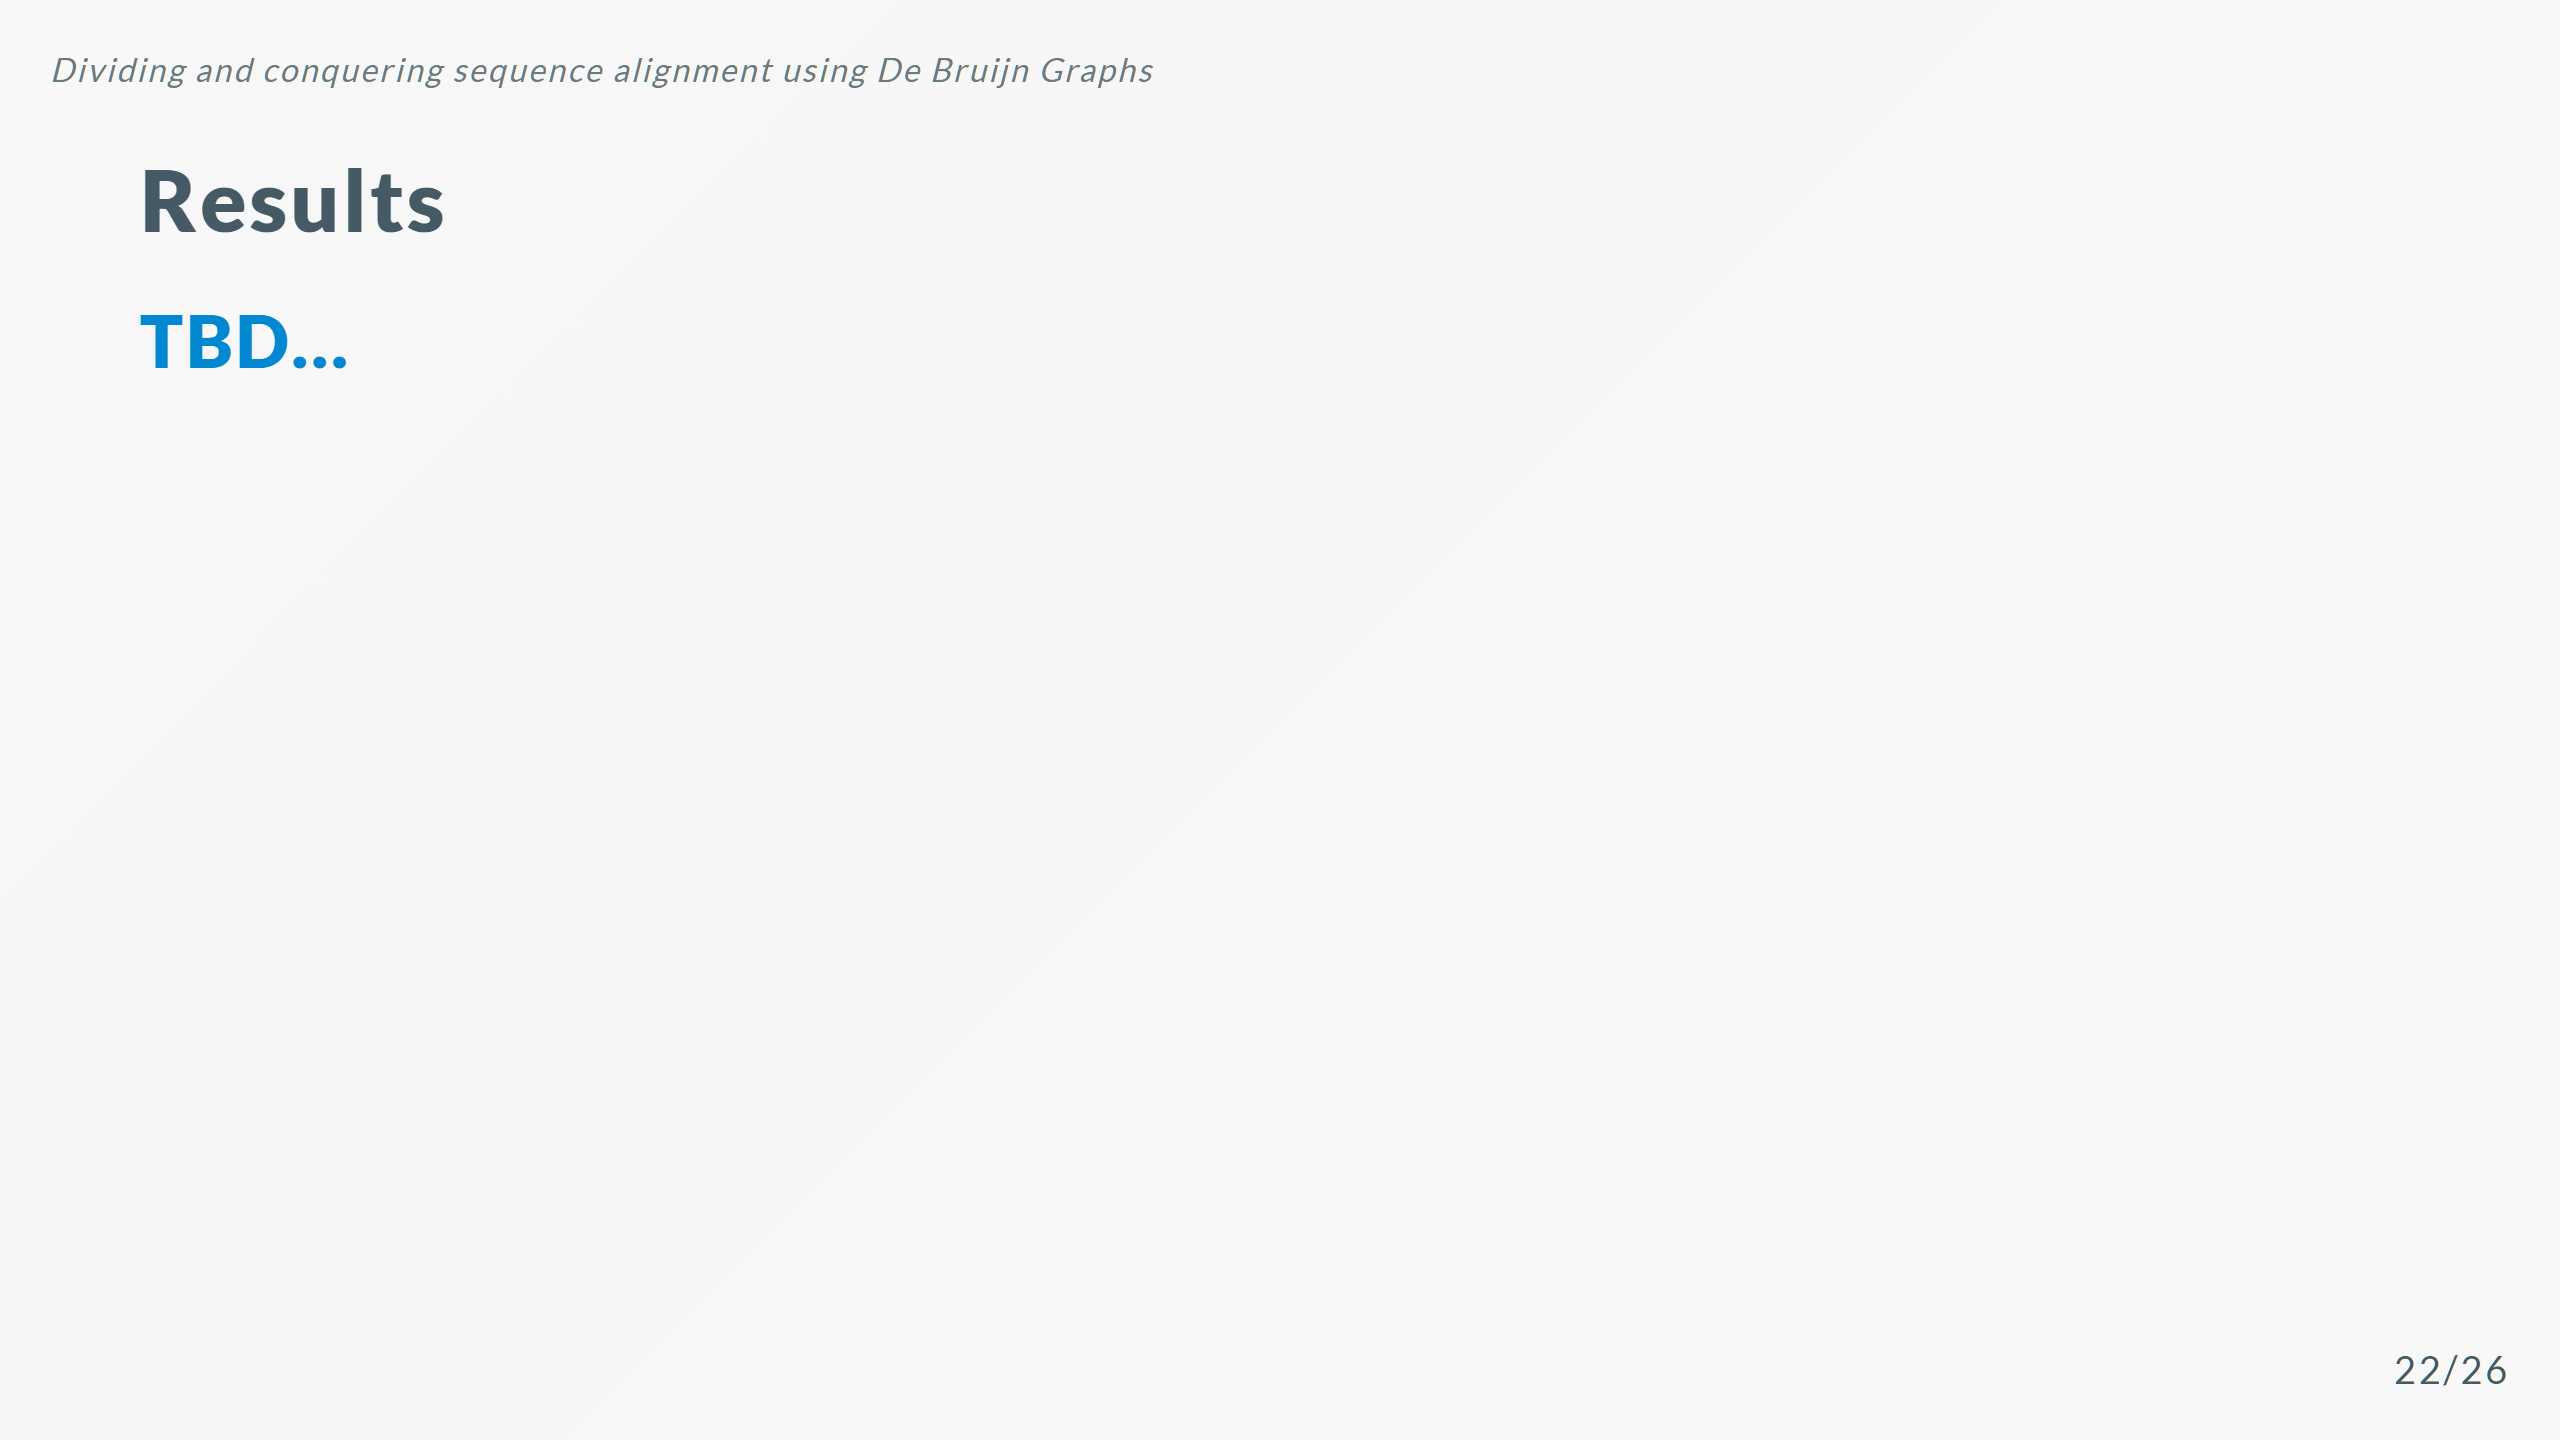 Dividing and conquering sequence alignment using De Bruijn Graphs
Results
TBD...
22/26